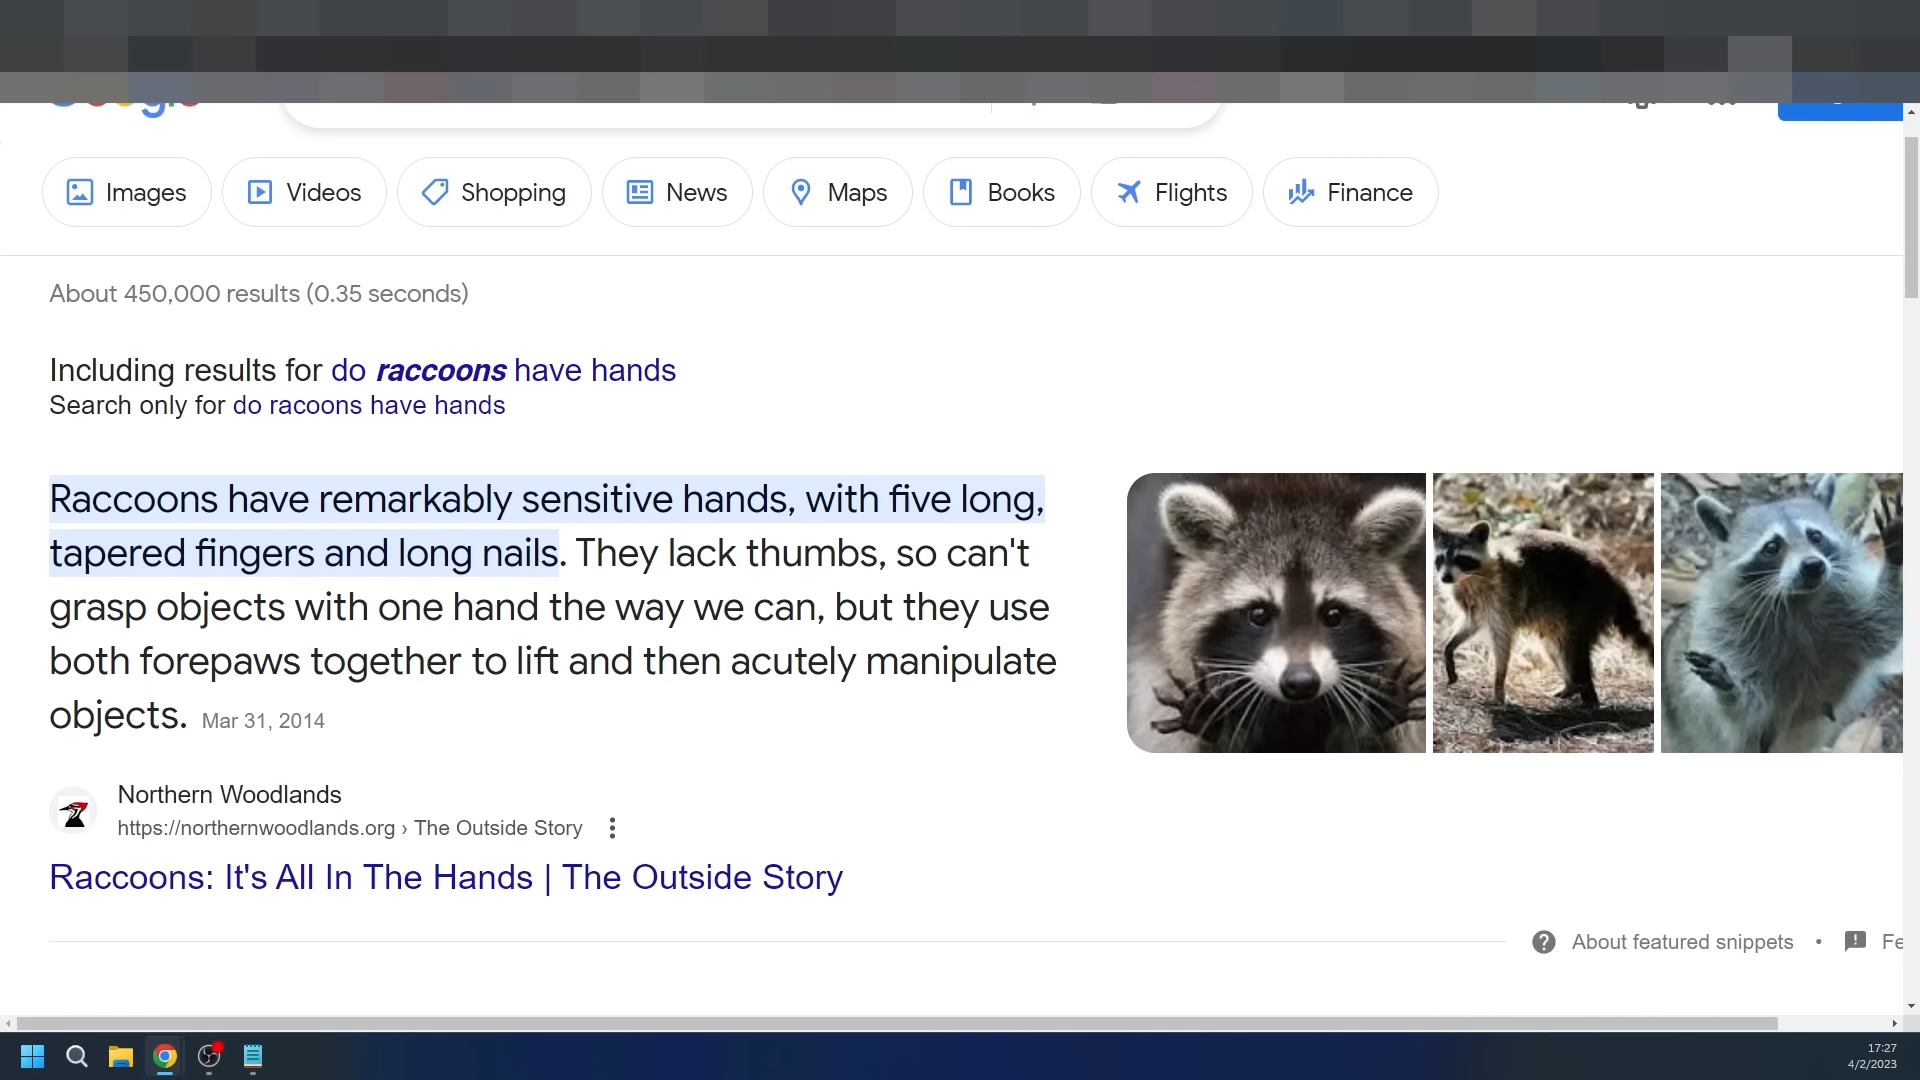 Images Videos Shopping News Maps Books Flights Finance
About 450,000 results (0.35 seconds)
Including results for do raccoons have hands
Search only for do racoons have hands
Raccoons have remarkably sensitive hands, with five long,
tapered fingers and long nails. They lack thumbs, so can't
grasp objects with one hand the way we can, but they use
both forepaws together to lift and then acutely manipulate
objects. Mar 31, 2014
Northern Woodlands
https://northernwoodlands.org › The Outside Story
Raccoons: It's All In The Hands | The Outside Story
About featured snippets • Fe
17:27
4/2/2023